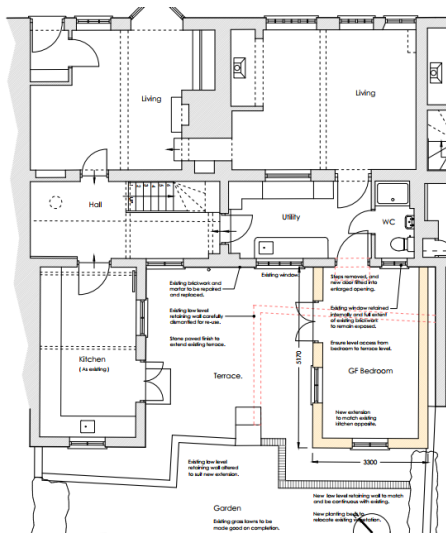 Living
Living
Hall
Utility
WC
Existing brickwork and
mortar to be repaired
and replaced.
Existing window.
Steps removed, and
new door fitted into
enlarged opening.
Existing low level
retaining wall carefully
dismantled for re-use.
Existing window retained
internally and full extent
of existing brickwork
to remain exposed.
Stone paved finish to
extend existing terrace.
Ensure level access from
bedroom to terrace level.
Kitchen
( As existing )
Terrace.
5170
GF Bedroom
New extension
to match existing
kitchen opposite.
3300
Existing low level
retaining wall altered
to suit new extension.
Garden
Existing grass lawns to be
made good on completion.
New low level retaining wall to match
and be continuous with existing.
New planting beds to
relocate existing vegetation.